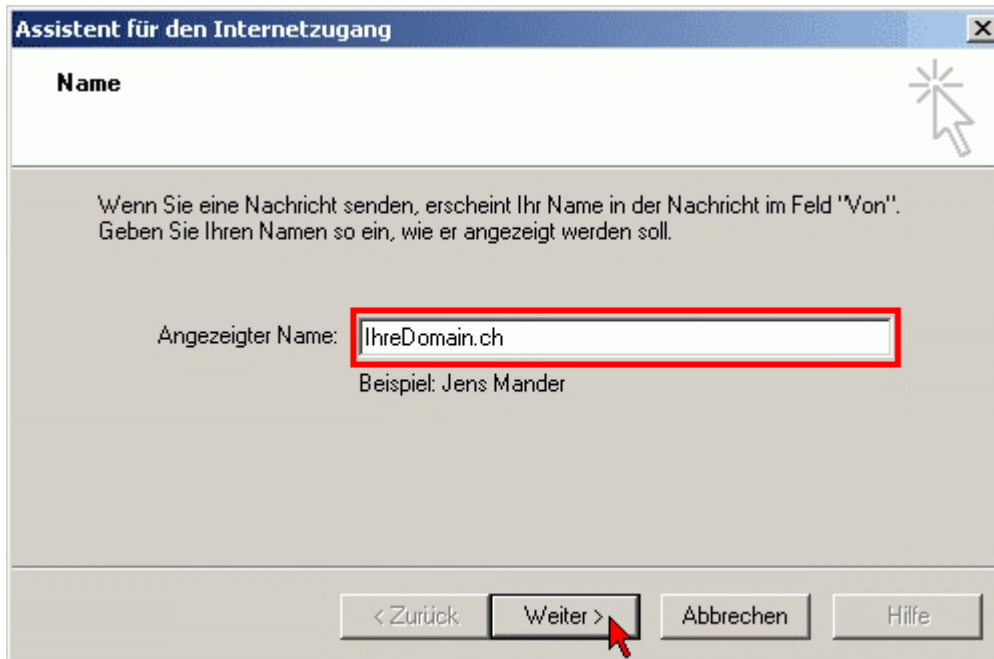 Assistent für den Internetzugang
Name
Wenn Sie eine Nachricht senden, erscheint Ihr Name in der Nachricht im Feld "Von".
Geben Sie Ihren Namen so ein, wie er angezeigt werden soll.
Angezeigter Name: IhreDomain.ch
Beispiel: Jens Mander
< Zurück Weiter > Abbrechen Hilfe